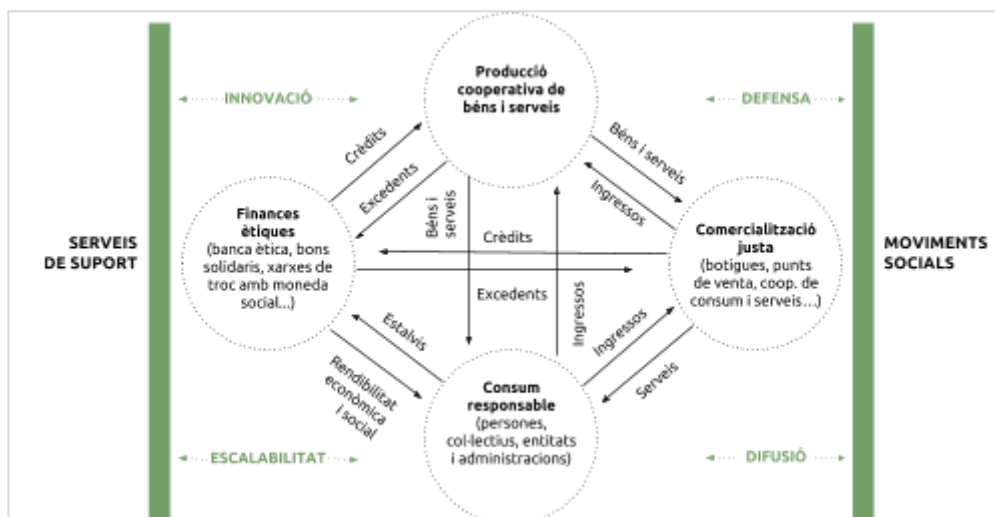 Producció
cooperativa de
béns i serveis
INNOVACIÓ
DEFENSA
Crèdits
Excedents
Béns i
serveis
Béns i serveis
Ingressos
SERVEIS
DE SUPORT
Finances
ètiques
(banca ètica, bons
solidaris, xarxes de
troc amb moneda
social...)
Crèdits
Excedents
Ingressos
Comercialització
justa
(botigues, punts
de venta, coop. de
consum i serveis...)
MOVIMENTS
SOCIALS
Estalvis
Rendibilitat
econòmica
i social
Ingressos
Serveis
Consum
responsable
(persones,
col·lectius, entitats
i administracions)
ESCALABILITAT
DIFUSIÓ